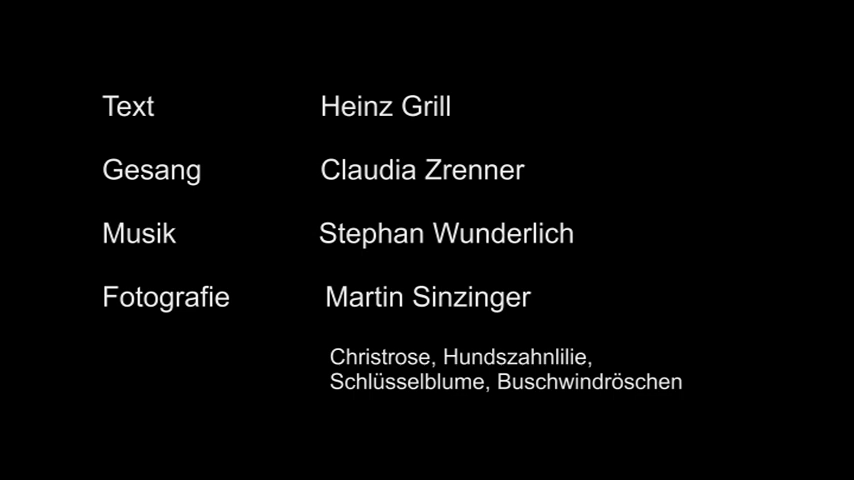 Text Heinz Grill
Gesang Claudia Zrenner
Musik Stephan Wunderlich
Fotografie Martin Sinzinger
Christrose, Hundszahnlilie,
Schlüsselblume, Buschwindröschen